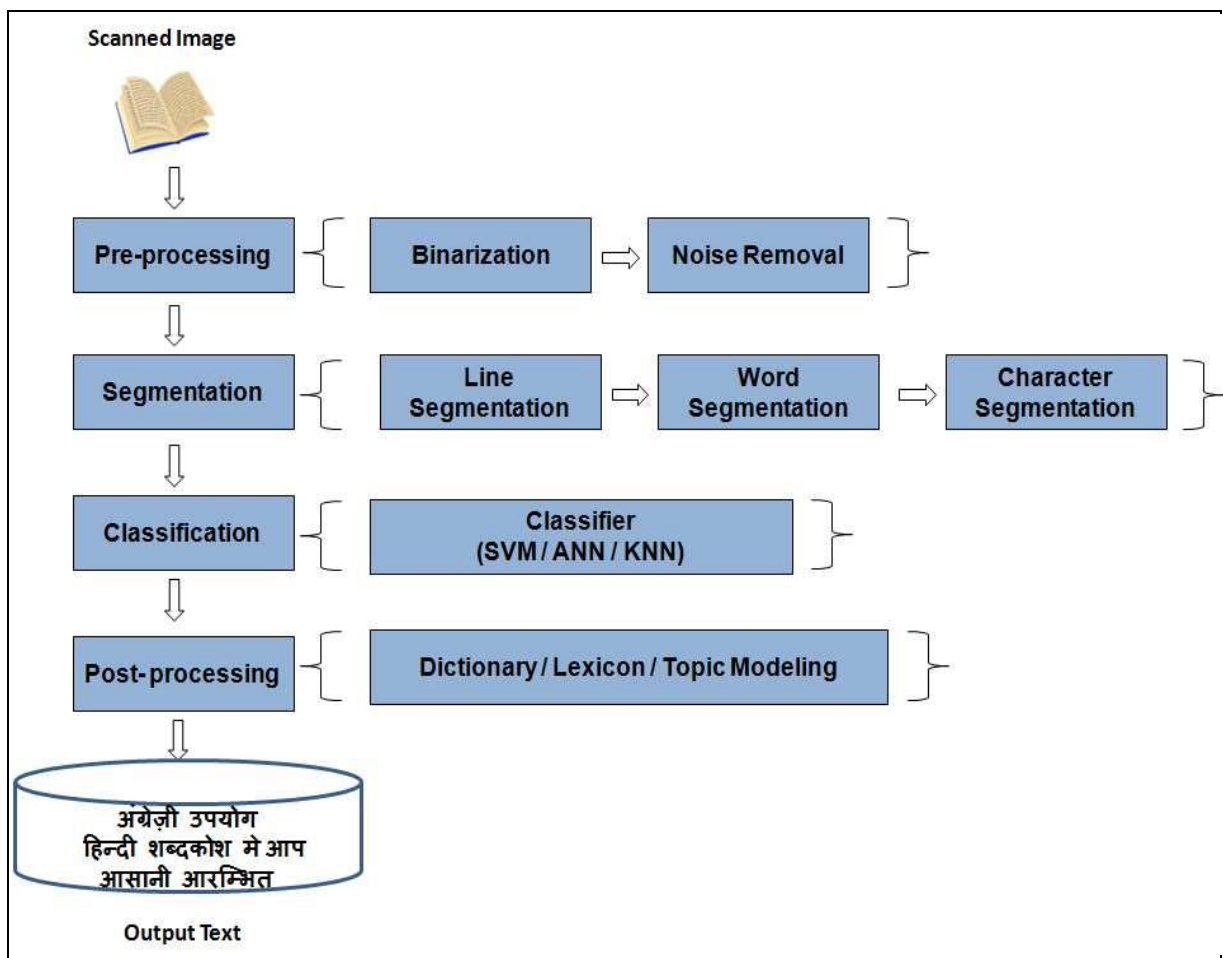 Scanned Image
Pre-processing
Binarization
Noise Removal
Segmentation
Line
Segmentation
Word
Segmentation
Character
Segmentation
Classification
Classifier
(SVM / ANN / KNN)
Post- processing
Dictionary / Lexicon / Topic Modeling
अंग्रेज़ी उपयोग
हिन्दी शब्दकोश मे आप
आसानी आरम्भित
Output Text